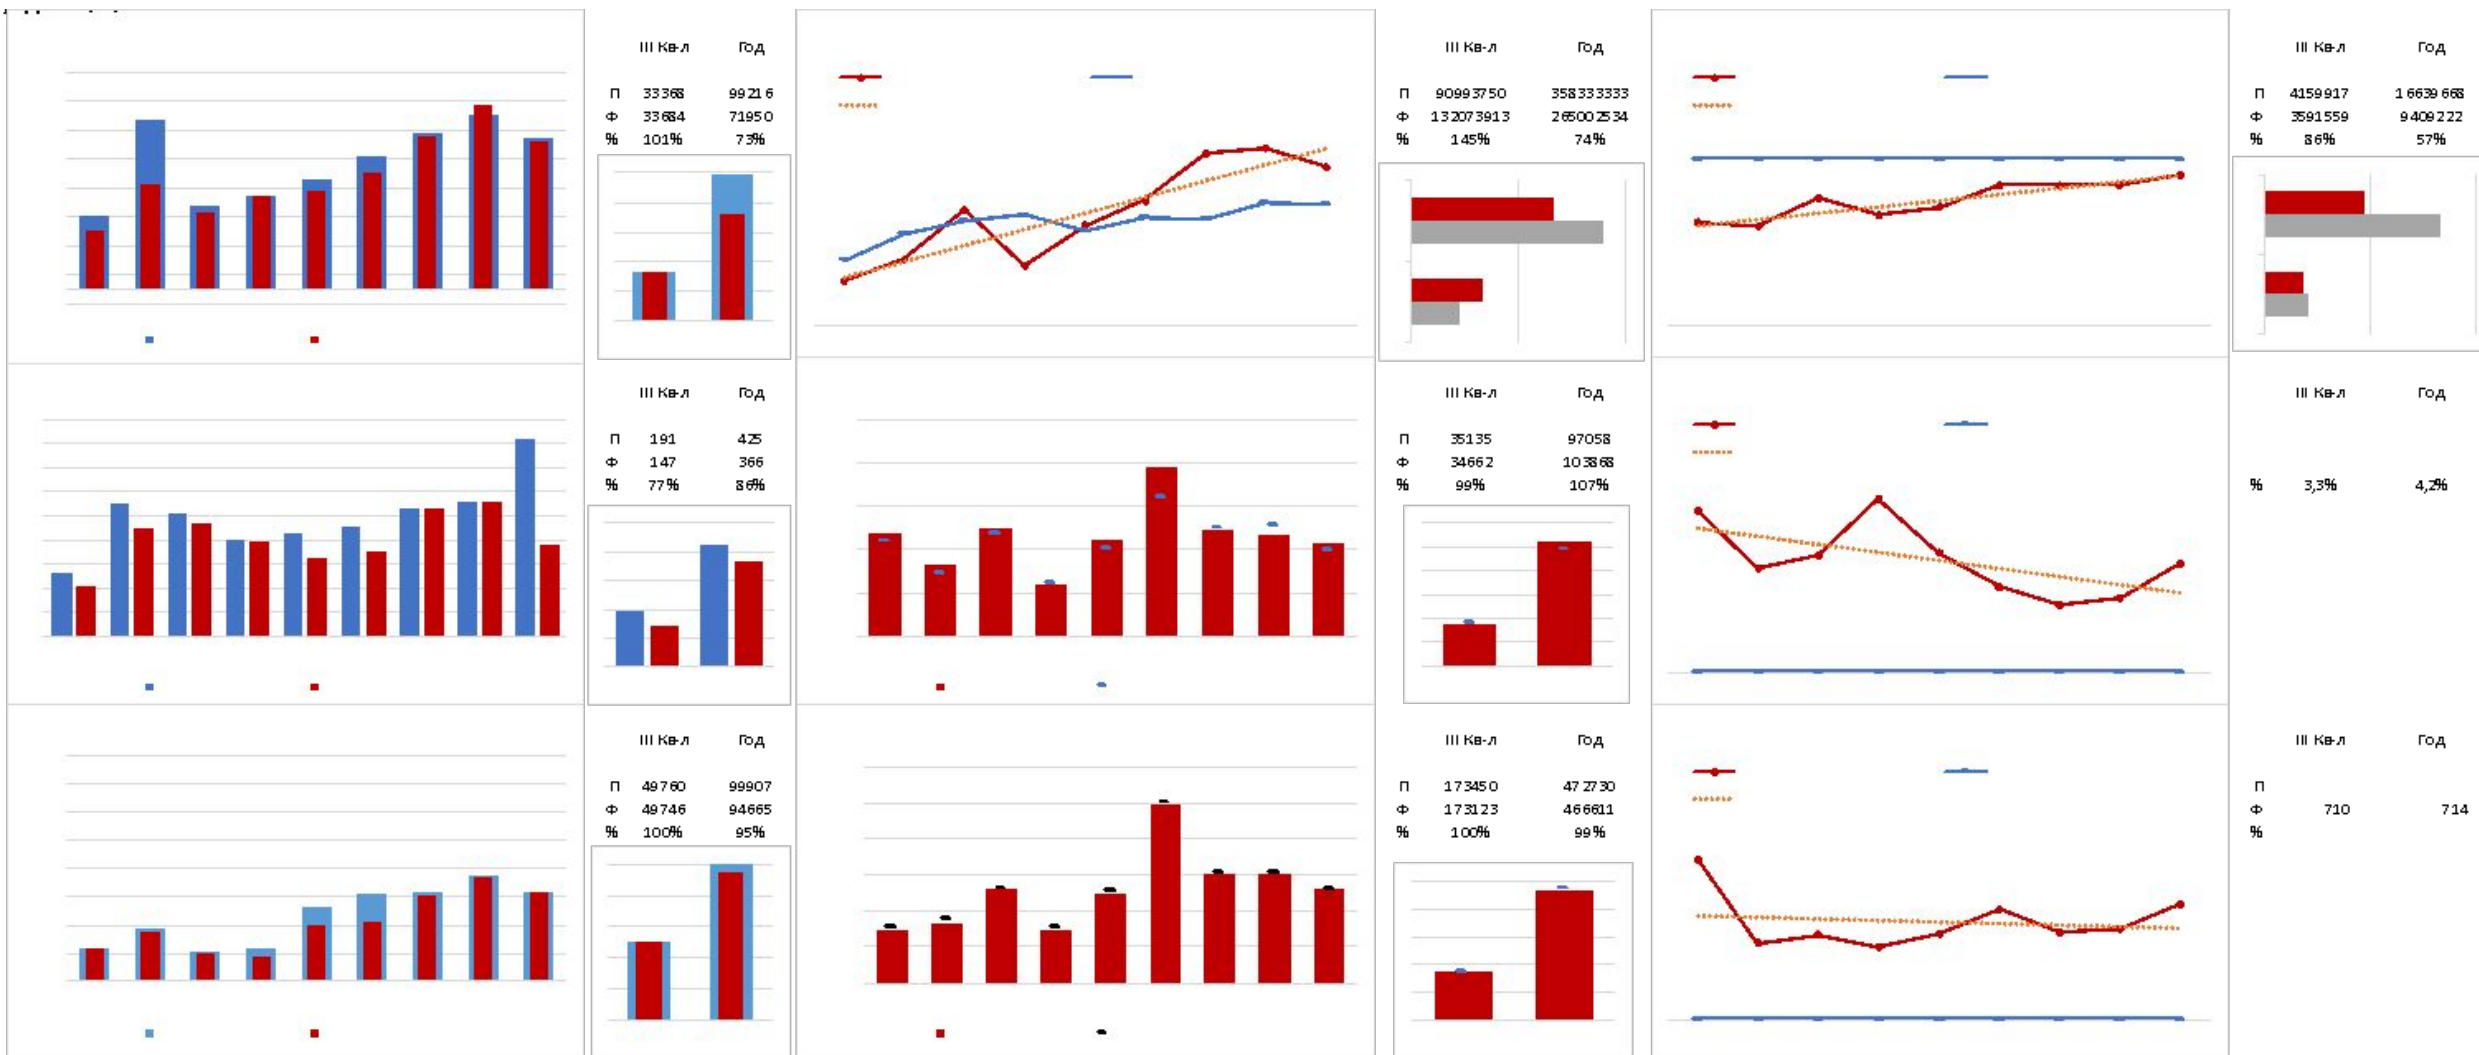 III Кв-л Год
П 33368 99216
Ф 33684 71950
% 101% 73%
III Кв-л Год
П 90993750 358333333
Ф 132073913 265002534
% 145% 74%
III Кв-л Год
П 4159917 16639668
Ф 3591559 9409222
% 86% 57%
III Кв-л Год
П 191 425
Ф 147 366
% 77% 86%
III Кв-л Год
П 35135 97058
Ф 34662 103868
% 99% 107%
III Кв-л Год
% 3,3% 4,2%
III Кв-л Год
П 49760 99907
Ф 49746 94665
% 100% 95%
III Кв-л Год
П 173450 472730
Ф 173123 466611
% 100% 99%
III Кв-л Год
П
Ф 710 714
%